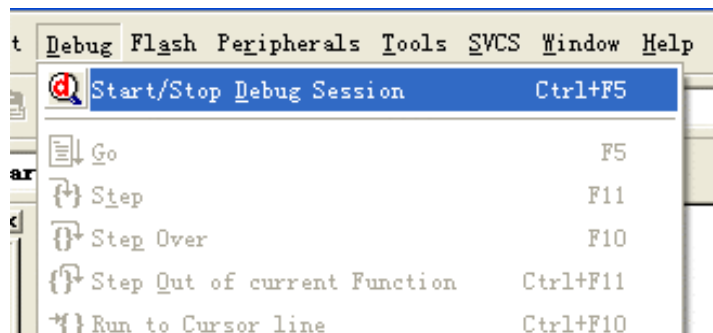 t Debug Flash Peripherals Tools SVCS Window Help
Start/Stop Debug Session Ctrl+F5
Go F5
ar
Step F11
Step Over F10
Step Out of current Function Ctrl+F11
Run to Cursor line Ctrl+F10